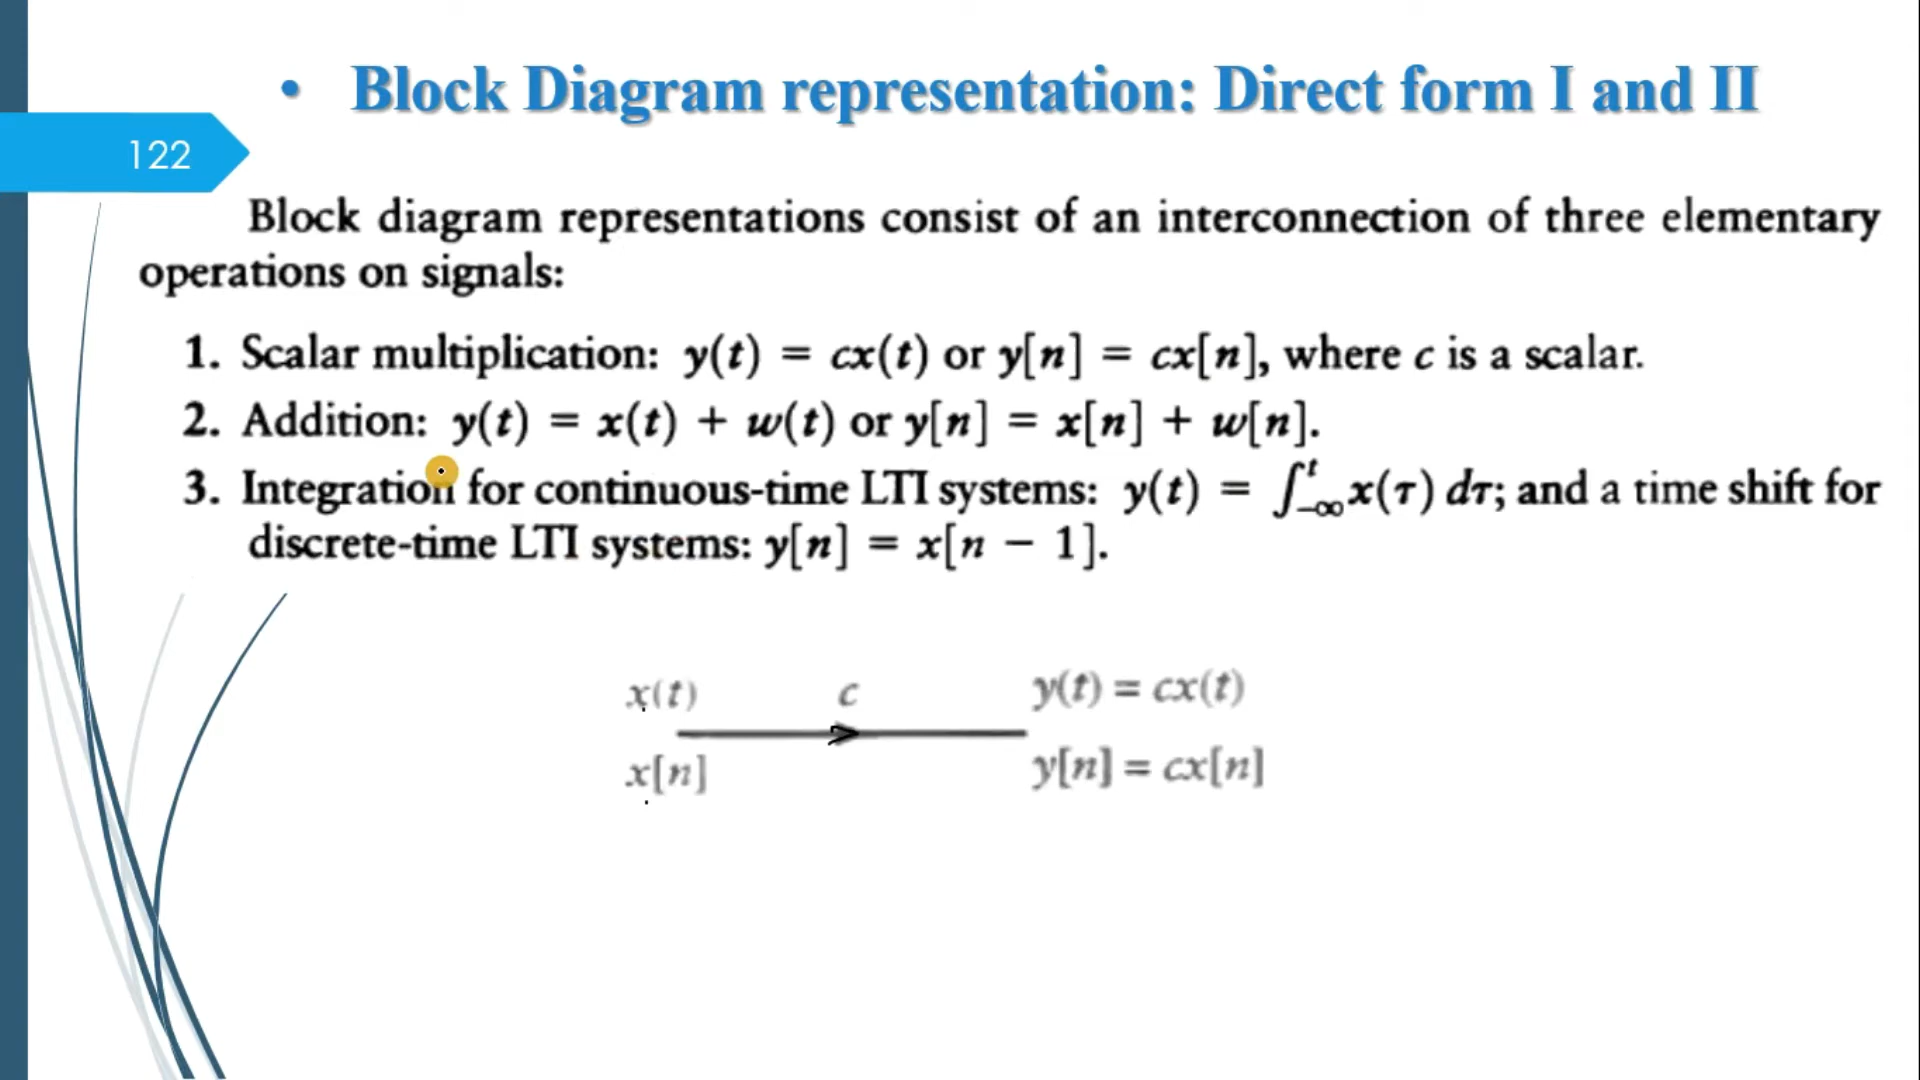 • Block Diagram representation: Direct form I and II
122
Block diagram representations consist of an interconnection of three elementary
operations on signals:
1. Scalar multiplication: y(t) = cx(t) or y[n] = cx[n], where c is a scalar.
2. Addition: y(t) = x(t) + w(t) or y[n] = x[n] + w[n].
3. Integration for continuous-time LTI systems: y(t) = ∫_{-∞}^{t} x(τ) dτ; and a time shift for
discrete-time LTI systems: y[n] = x[n − 1].
x(t) c y(t) = cx(t)
x[n] y[n] = cx[n]